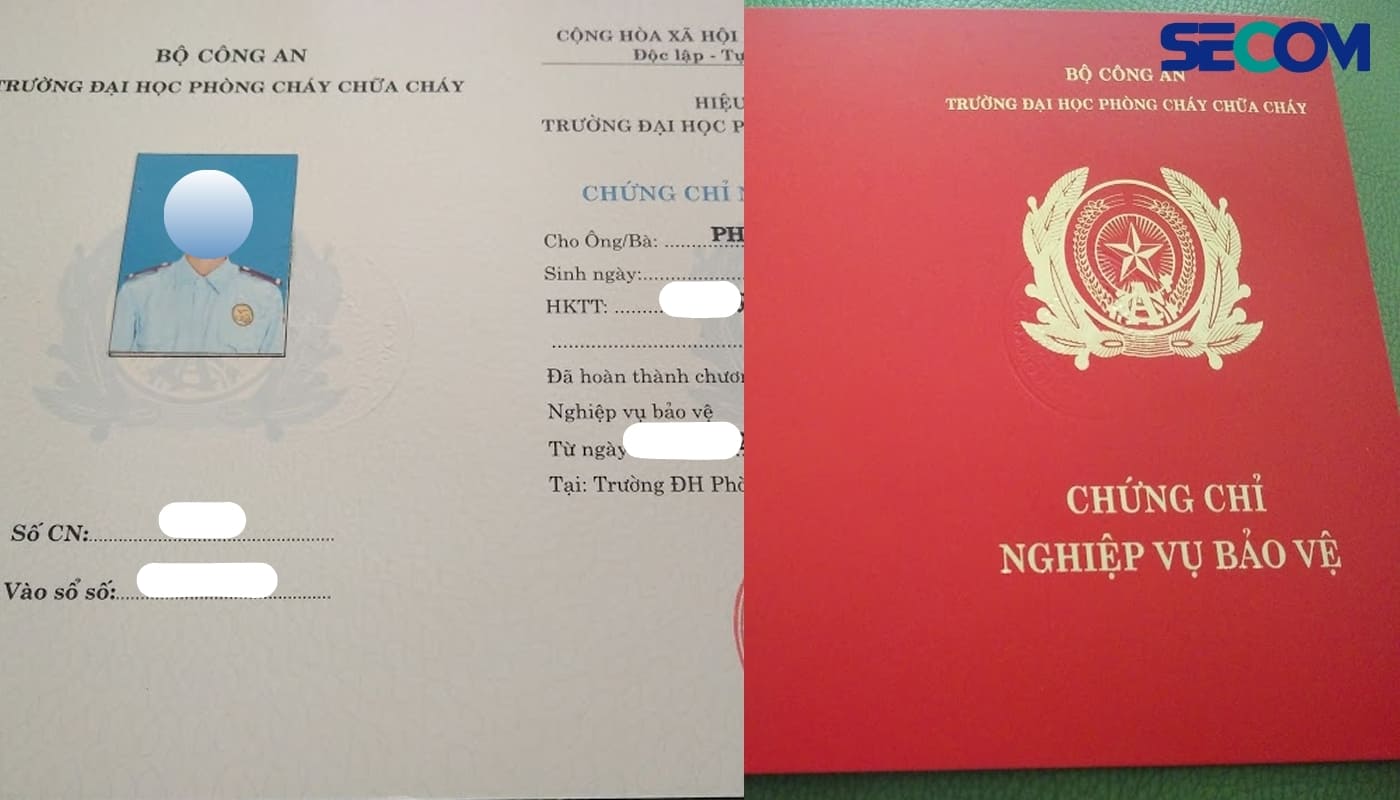 BỘ CÔNG AN
TRƯỜNG ĐẠI HỌC PHÒNG CHÁY CHỮA CHÁY
Số CN:
Vào sổ số:
CỘNG HÒA XÃ HỘI
Độc lập - Tự
HIỆU
TRƯỜNG ĐẠI HỌC
CHỨNG CHỈ
Cho Ông/Bà: PH
Sinh ngày:
HKTT:
Đã hoàn thành
Nghiệp vụ bảo vệ
Từ ngày
Tại: Trường ĐH
SECOM
BỘ CÔNG AN
TRƯỜNG ĐẠI HỌC PHÒNG CHÁY CHỮA CHÁY
CHỨNG CHỈ
NGHIỆP VỤ BẢO VỆ